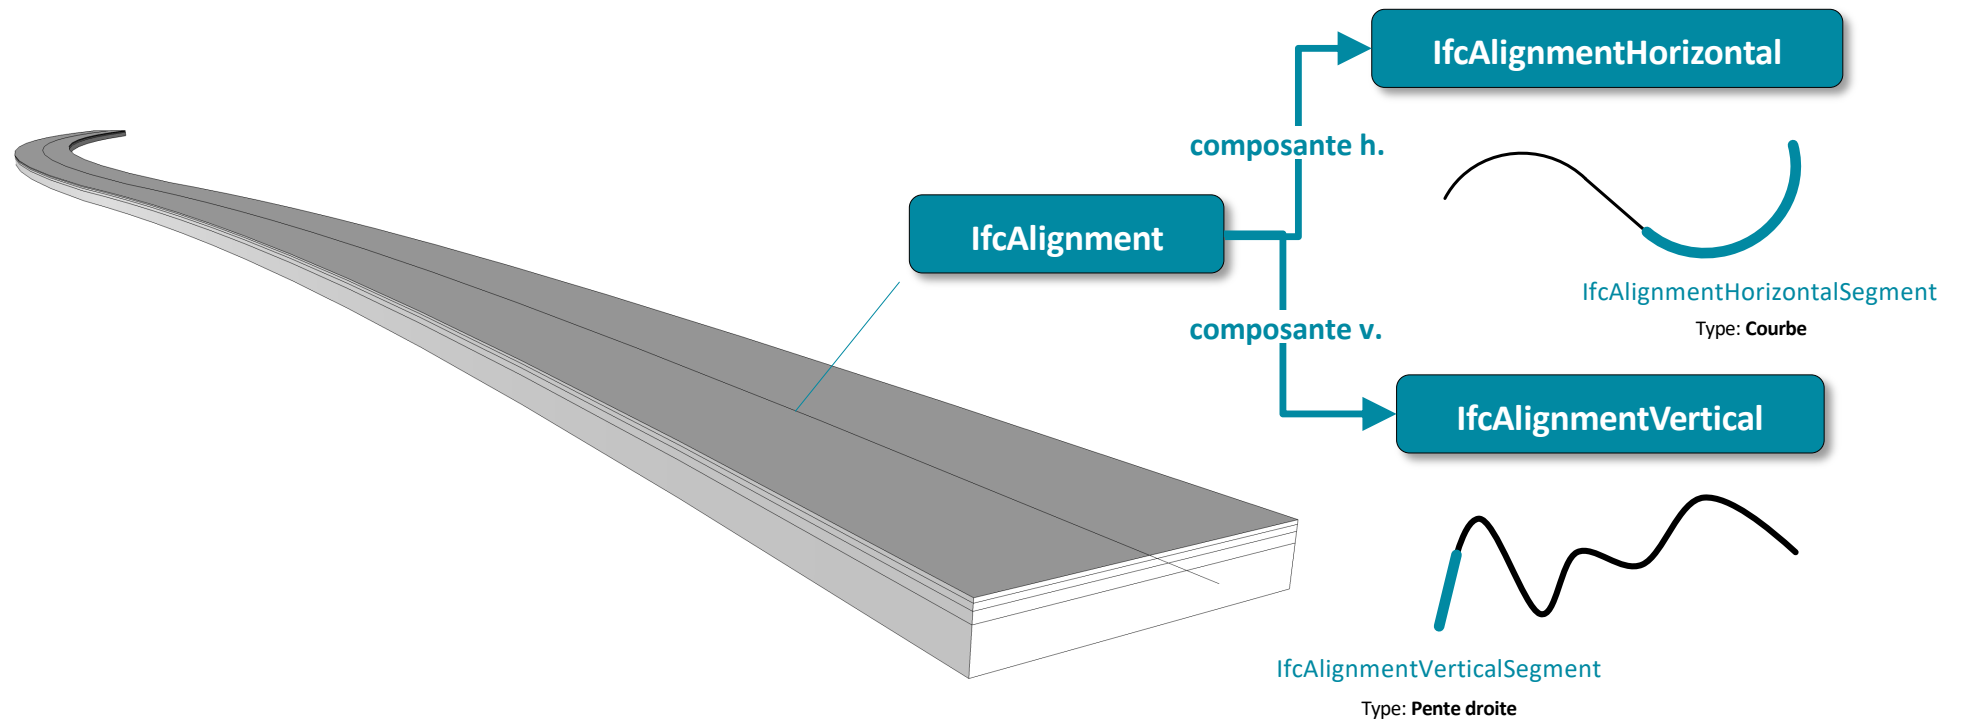 IfcAlignmentHorizontal
composante h.
IfcAlignment
IfcAlignmentHorizontalSegment
Type: Courbe
composante v.
IfcAlignmentVertical
IfcAlignmentVerticalSegment
Type: Pente droite